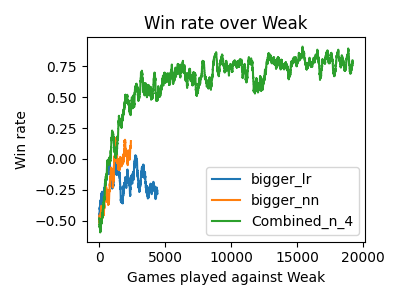 Win rate over Weak
Win rate
0.75
0.50
0.25
0.00
−0.25
−0.50
bigger_lr
bigger_nn
Combined_n_4
0
5000
10000
15000
20000
Games played against Weak